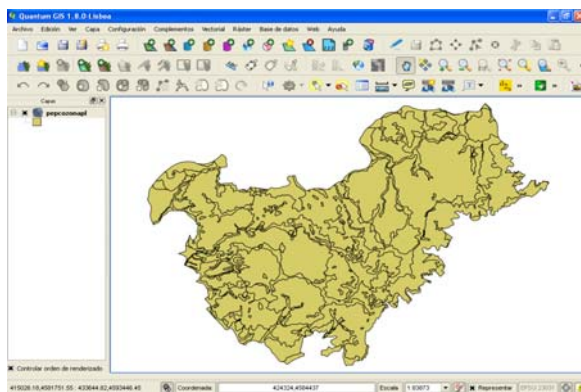 Quantum GIS 1.8.0-Lisboa
Archivo Edición Ver Capa Configuración Complementos Vectorial Ráster Base de datos Web Ayuda
Capas
pepcozonapl
Controlar orden de renderizado
Coordenada: 424324,4584437 Escala Representar